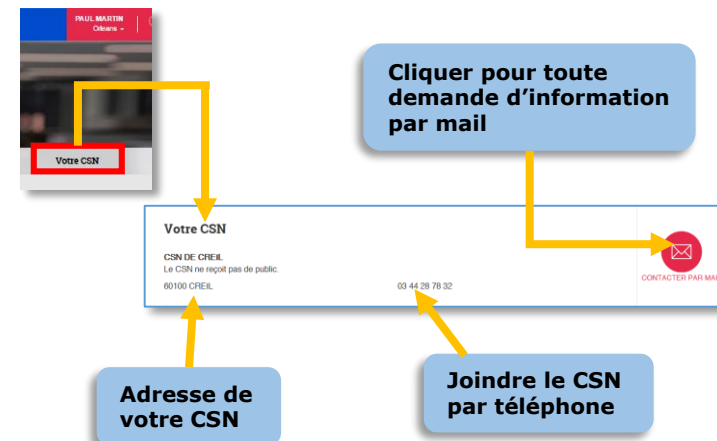 PAUL MARTIN
Orleans
Cliquer pour toute
demande d’information
par mail
Votre CSN
Votre CSN
CSN DE CREIL
Le CSN ne reçoit pas de public.
60100 CREIL
03 44 28 78 32
CONTACTER PAR MAI
Adresse de
votre CSN
Joindre le CSN
par téléphone